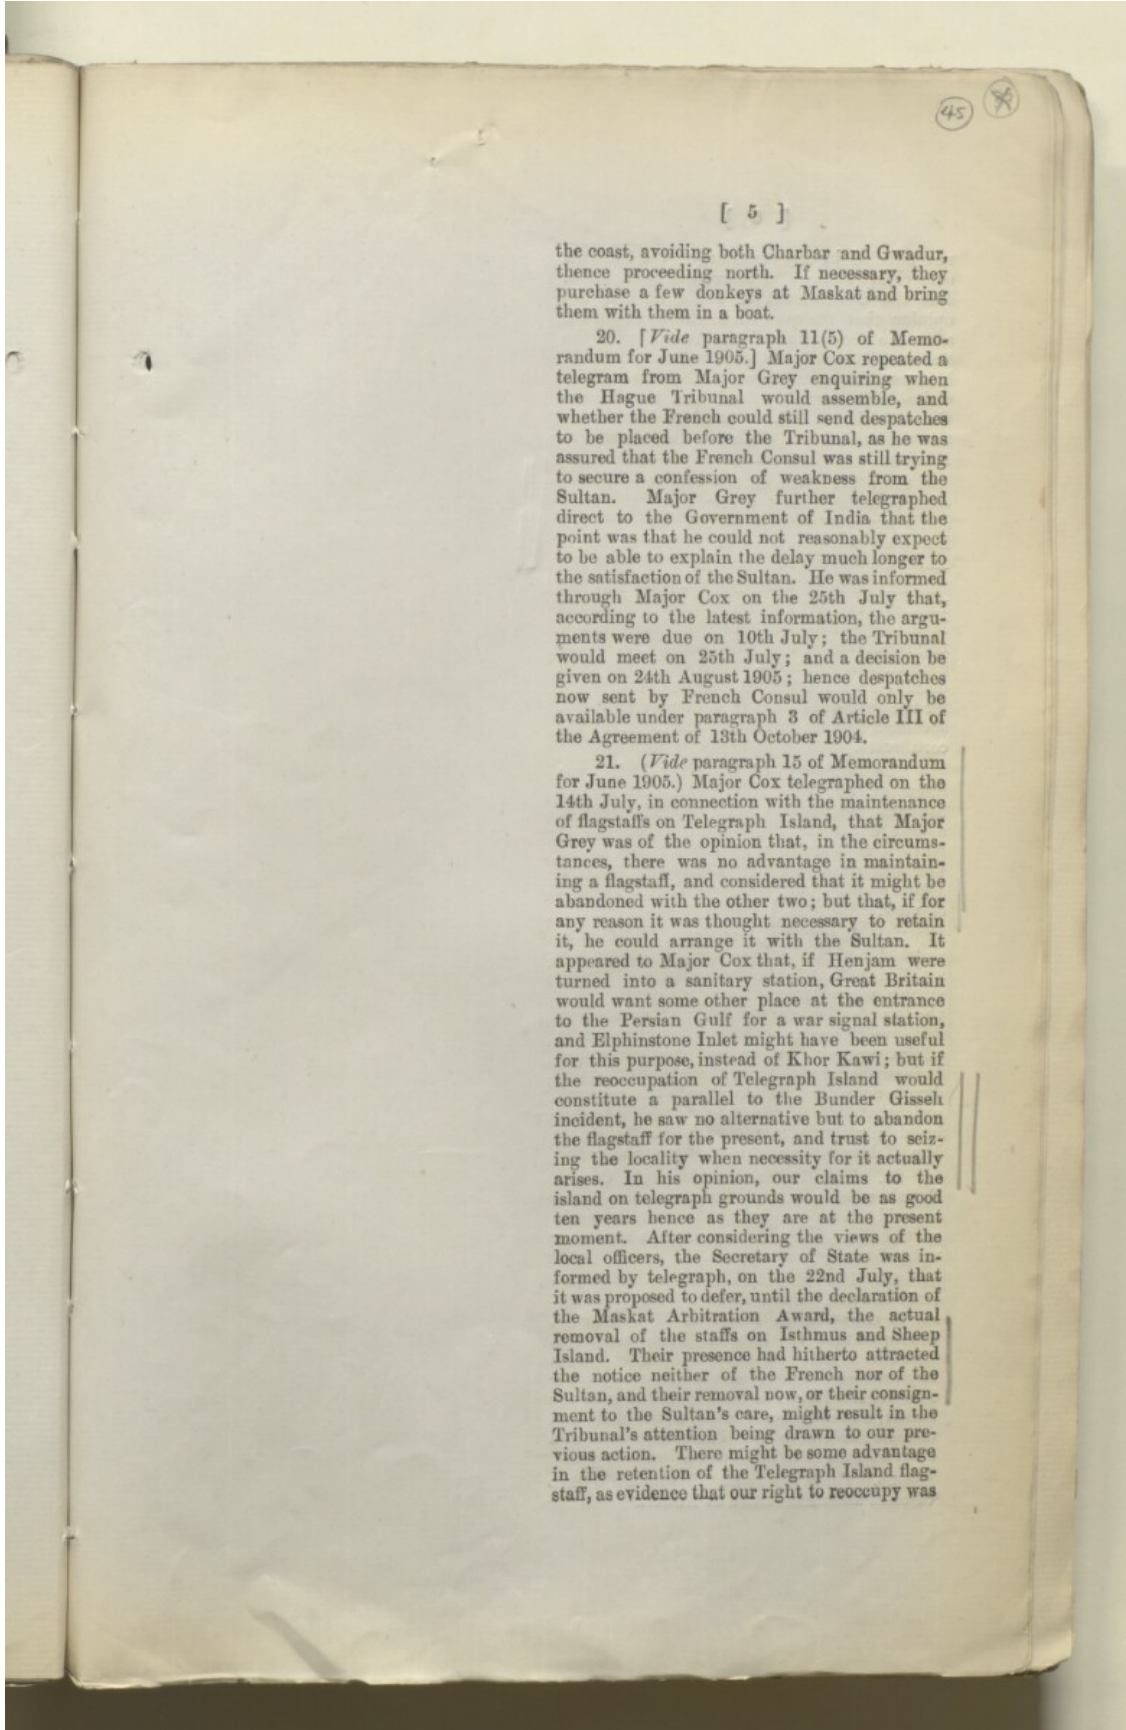 45
[ 5 ]
the coast, avoiding both Charbar and Gwadur,
thence proceeding north. If necessary, they
purchase a few donkeys at Maskat and bring
them with them in a boat.
20. [Vide paragraph 11(5) of Memo-
randum for June 1905.] Major Cox repeated a
telegram from Major Grey enquiring when
the Hague Tribunal would assemble, and
whether the French could still send despatches
to be placed before the Tribunal, as he was
assured that the French Consul was still trying
to secure a confession of weakness from the
Sultan. Major Grey further telegraphed
direct to the Government of India that the
point was that he could not reasonably expect
to be able to explain the delay much longer to
the satisfaction of the Sultan. He was informed
through Major Cox on the 25th July that,
according to the latest information, the argu-
ments were due on 10th July; the Tribunal
would meet on 25th July; and a decision be
given on 24th August 1905; hence despatches
now sent by French Consul would only be
available under paragraph 3 of Article III of
the Agreement of 13th October 1904.
21. (Vide paragraph 15 of Memorandum
for June 1905.) Major Cox telegraphed on the
14th July, in connection with the maintenance
of flagstaffs on Telegraph Island, that Major
Grey was of the opinion that, in the circums-
tances, there was no advantage in maintain-
ing a flagstaff, and considered that it might be
abandoned with the other two; but that, if for
any reason it was thought necessary to retain
it, he could arrange it with the Sultan. It
appeared to Major Cox that, if Henjam were
turned into a sanitary station, Great Britain
would want some other place at the entrance
to the Persian Gulf for a war signal station,
and Elphinstone Inlet might have been useful
for this purpose, instead of Khor Kawi; but if
the reoccupation of Telegraph Island would
constitute a parallel to the Bunder Gisseh
incident, he saw no alternative but to abandon
the flagstaff for the present, and trust to seiz-
ing the locality when necessity for it actually
arises. In his opinion, our claims to the
island on telegraph grounds would be as good
ten years hence as they are at the present
moment. After considering the views of the
local officers, the Secretary of State was in-
formed by telegraph, on the 22nd July, that
it was proposed to defer, until the declaration of
the Maskat Arbitration Award, the actual
removal of the staffs on Isthmus and Sheep
Island. Their presence had hitherto attracted
the notice neither of the French nor of the
Sultan, and their removal now, or their consign-
ment to the Sultan's care, might result in the
Tribunal's attention being drawn to our pre-
vious action. There might be some advantage
in the retention of the Telegraph Island flag-
staff, as evidence that our right to reoccupy was